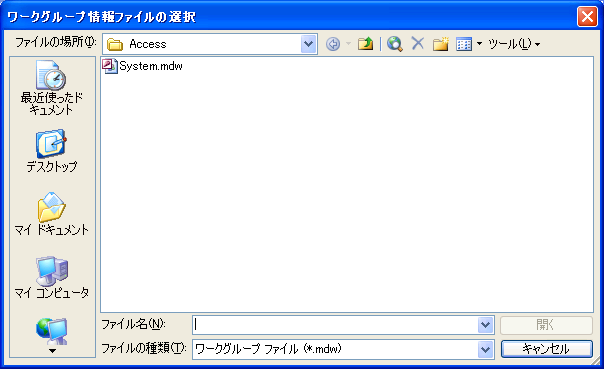 ワークグループ情報ファイルの選択
ファイルの場所(I):
Access
ツール(L)
System.mdw
最近使ったド
キュメント
デスクトップ
マイ ドキュメント
マイ コンピュータ
ファイル名(N):
開く
ファイルの種類(T):
ワークグループ ファイル (*.mdw)
キャンセル